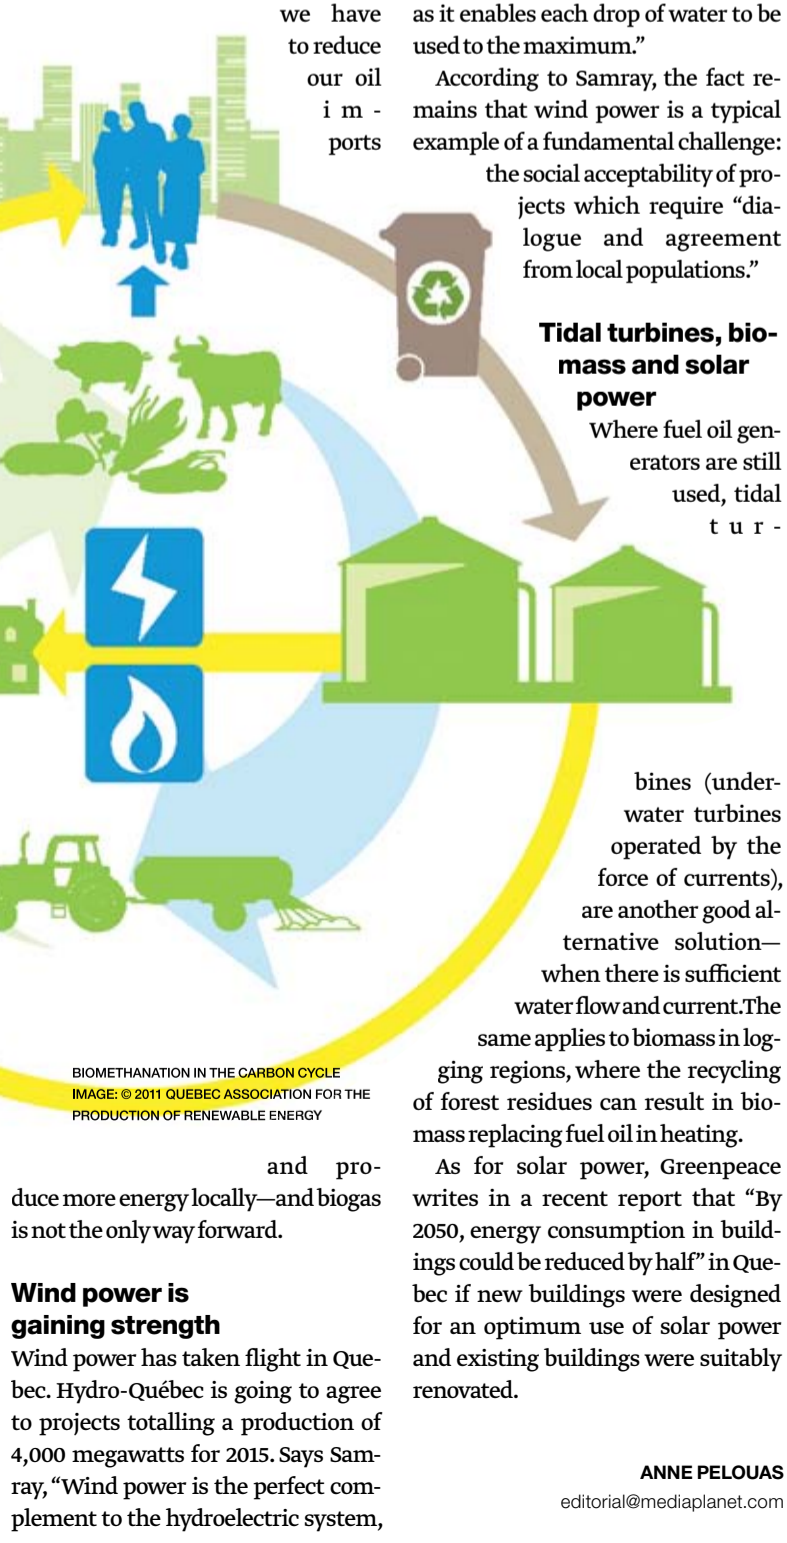 we have
to reduce
our oil
im-
ports
and pro-
duce more energy locally—and biogas
is not the only way forward.
Wind power is
gaining strength
Wind power has taken flight in Que-
bec. Hydro-Québec is going to agree
to projects totalling a production of
4,000 megawatts for 2015. Says Sam-
ray, “Wind power is the perfect com-
plement to the hydroelectric system,
as it enables each drop of water to be
used to the maximum.”
According to Samray, the fact re-
mains that wind power is a typical
example of a fundamental challenge:
the social acceptability of pro-
jects which require “dia-
logue and agreement
from local populations.”
Tidal turbines, bio-
mass and solar
power
Where fuel oil gen-
erators are still
used, tidal
tur-
bines (under-
water turbines
operated by the
force of currents),
are another good al-
ternative solution—
when there is sufficient
water flow and current.The
same applies to biomass in log-
ging regions, where the recycling
of forest residues can result in bio-
mass replacing fuel oil in heating.
As for solar power, Greenpeace
writes in a recent report that “By
2050, energy consumption in build-
ings could be reduced by half” in Que-
bec if new buildings were designed
for an optimum use of solar power
and existing buildings were suitably
renovated.
ANNE PELOUAS
editorial@mediaplanet.com
BIOMETHANATION IN THE CARBON CYCLE
IMAGE: © 2011 QUEBEC ASSOCIATION FOR THE
PRODUCTION OF RENEWABLE ENERGY